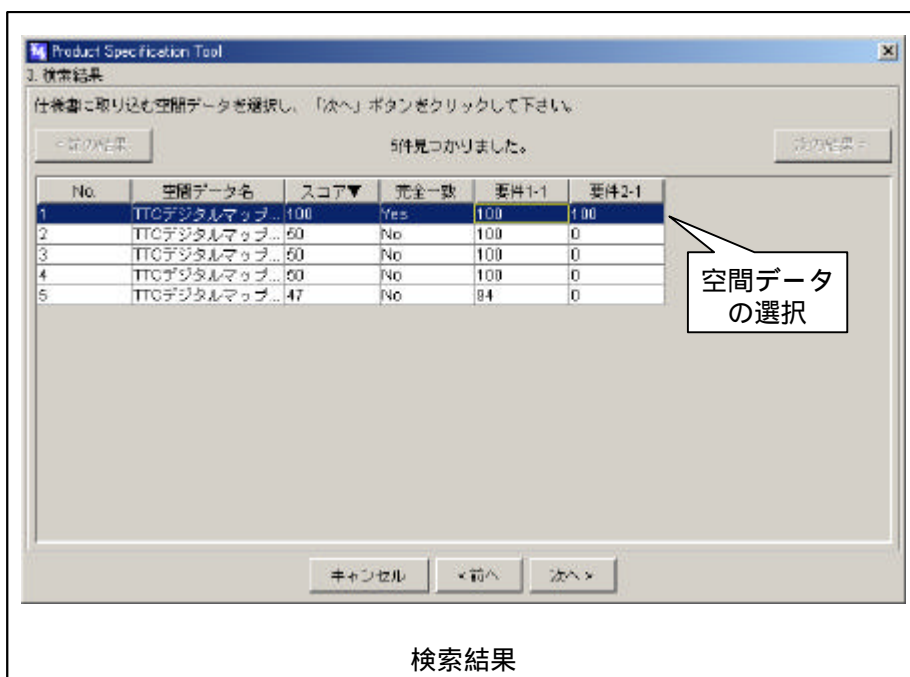 Product Specification Tool
3. 検索結果
仕様書に取り込む空間データを選択し、「次へ」ボタンをクリックして下さい。
< 前の結果 5件見つかりました。 次の結果 >
No. 空間データ名 スコア▼ 完全一致 要件1-1 要件2-1
1 TTCデジタルマップ... 100 Yes 100 100
2 TTCデジタルマップ... 50 No 100 0
3 TTCデジタルマップ... 50 No 100 0
4 TTCデジタルマップ... 50 No 100 0
5 TTCデジタルマップ... 47 No 94 0
空間データ
の選択
キャンセル < 前へ 次へ >
検索結果